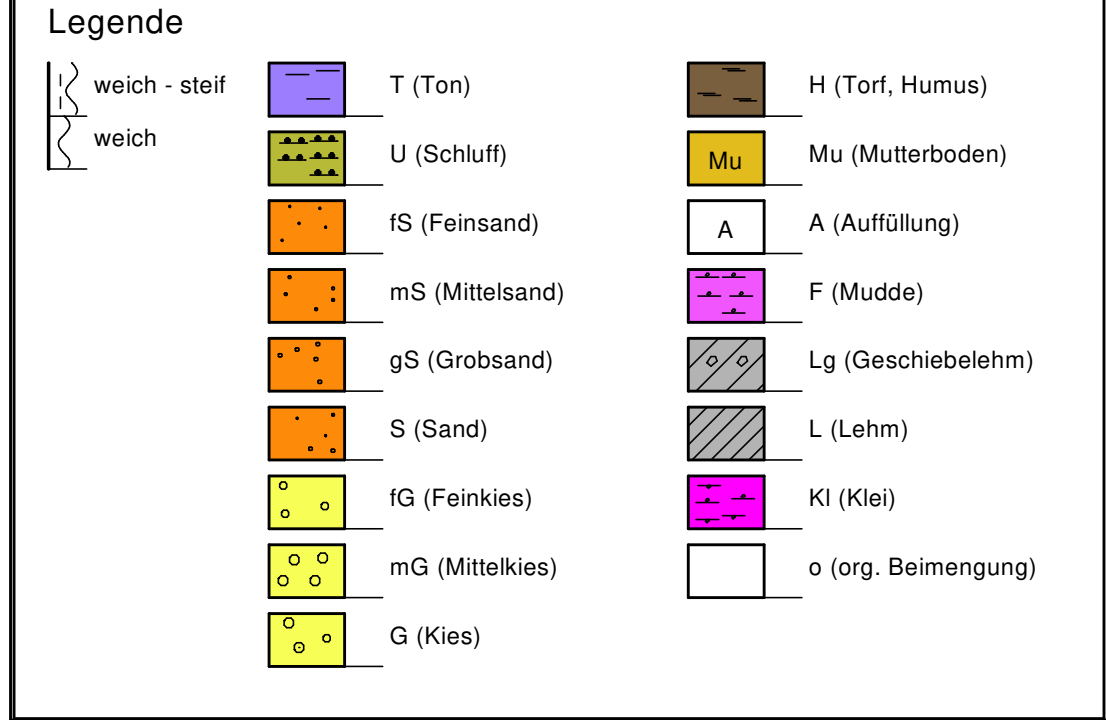 Legende
weich - steif
weich
T (Ton)
U (Schluff)
fS (Feinsand)
mS (Mittelsand)
gS (Grobsand)
S (Sand)
fG (Feinkies)
mG (Mittelkies)
G (Kies)
H (Torf, Humus)
Mu
Mu (Mutterboden)
A
A (Auffüllung)
F (Mudde)
Lg (Geschiebelehm)
L (Lehm)
Kl (Klei)
o (org. Beimengung)